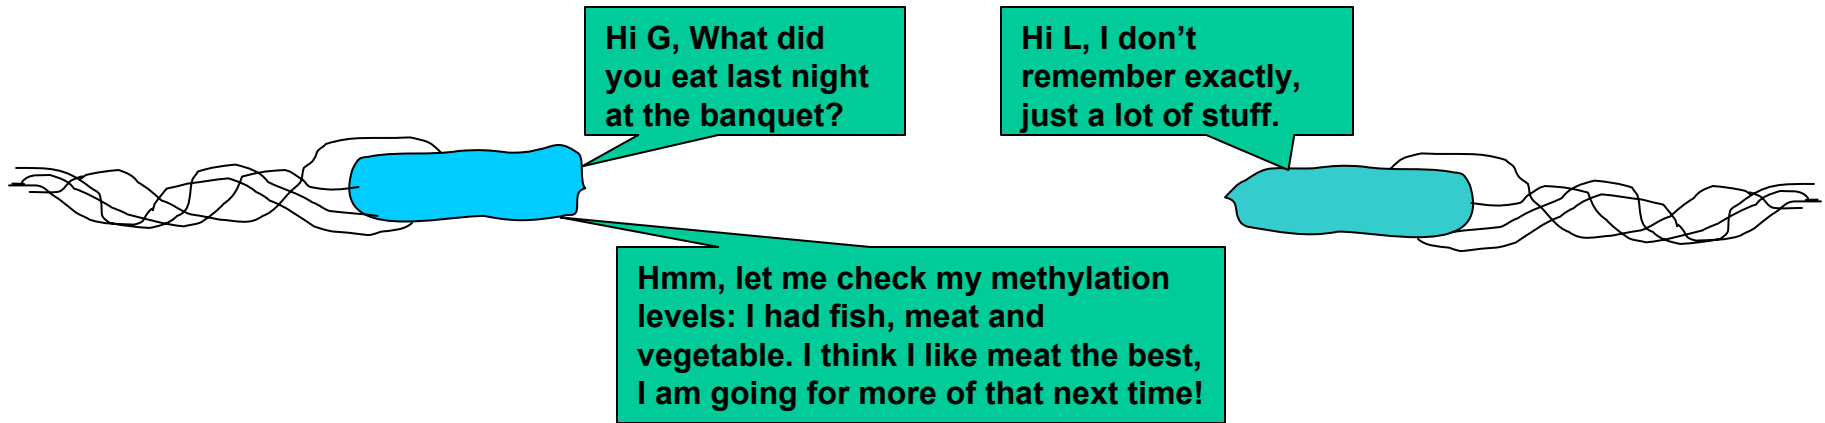 Hi G, What did
you eat last night
at the banquet?
Hi L, I don’t
remember exactly,
just a lot of stuff.
Hmm, let me check my methylation
levels: I had fish, meat and
vegetable. I think I like meat the best,
I am going for more of that next time!